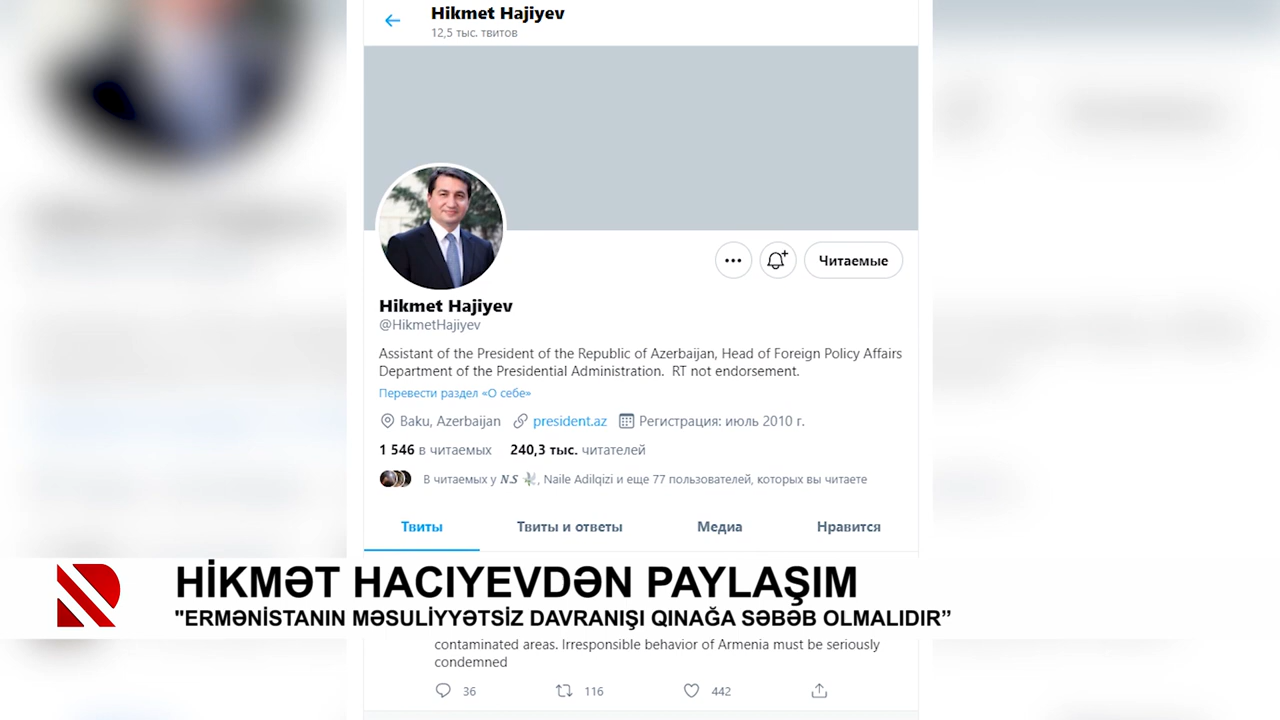 Hikmet Hajiyev
12,5 тыс. твитов
Читаемые
Hikmet Hajiyev
@HikmetHajiyev
Assistant of the President of the Republic of Azerbaijan, Head of Foreign Policy Affairs
Department of the Presidential Administration. RT not endorsement.
Перевести раздел «О себе»
Baku, Azerbaijan president.az Регистрация: июль 2010 г.
1 546 в читаемых 240,3 тыс. читателей
В читаемых у N.S 🕊, Naile Adilqizi и еще 77 пользователей, которых вы читаете
Твиты Твиты и ответы Медиа Нравится
HİKMƏT HACIYEVDƏN PAYLAŞIM
"ERMƏNİSTANIN MƏSULİYYƏTSİZ DAVRANIŞI QINAĞA SƏBƏB OLMALIDIR”
contaminated areas. Irresponsible behavior of Armenia must be seriously
condemned
36 116 442